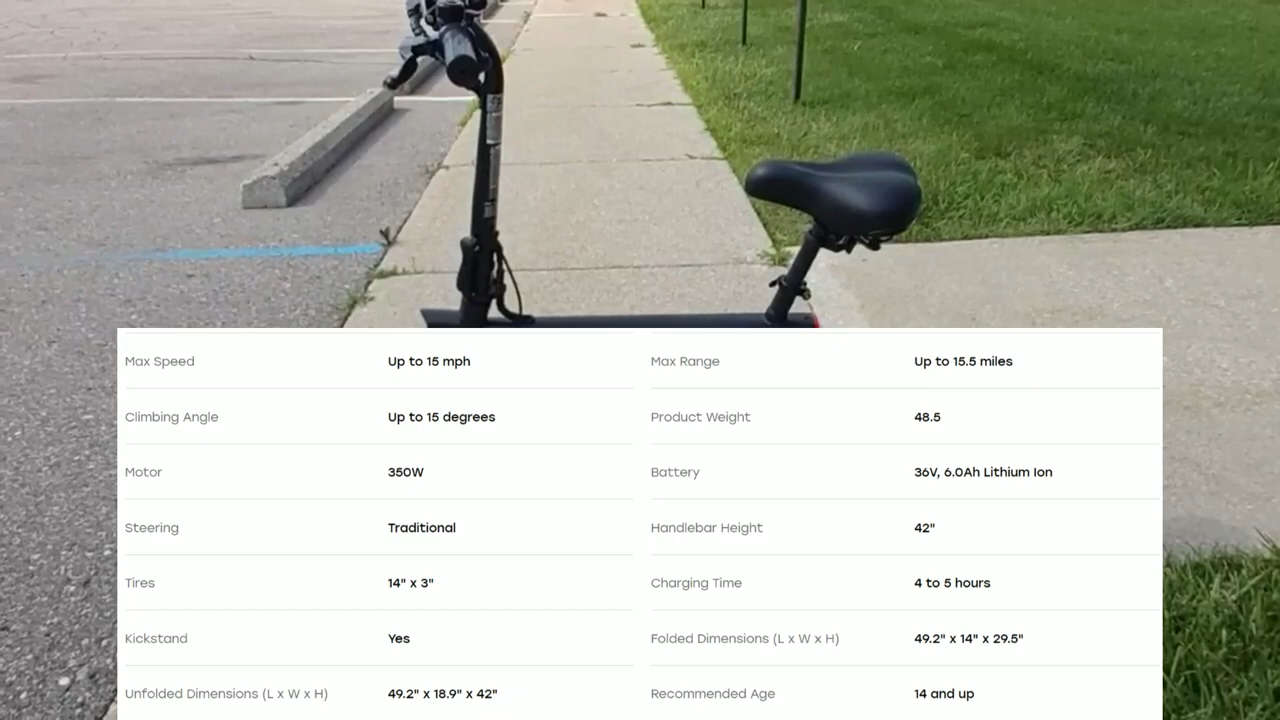 Max Speed Up to 15 mph Max Range Up to 15.5 miles
Climbing Angle Up to 15 degrees Product Weight 48.5
Motor 350W Battery 36V, 6.0Ah Lithium Ion
Steering Traditional Handlebar Height 42"
Tires 14" x 3" Charging Time 4 to 5 hours
Kickstand Yes Folded Dimensions (L x W x H) 49.2" x 14" x 29.5"
Unfolded Dimensions (L x W x H) 49.2" x 18.9" x 42" Recommended Age 14 and up